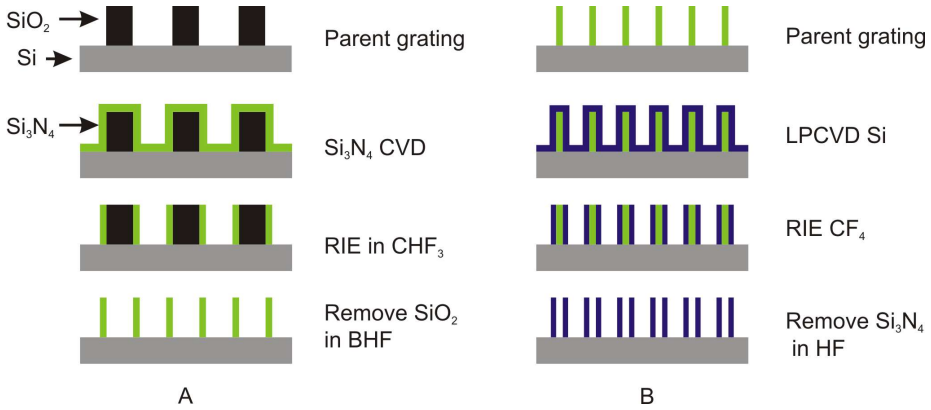 SiO₂
Si
Parent grating
Si₃N₄
Si₃N₄ CVD
RIE in CHF₃
Remove SiO₂
in BHF
A
Parent grating
LPCVD Si
RIE CF₄
Remove Si₃N₄
in HF
B